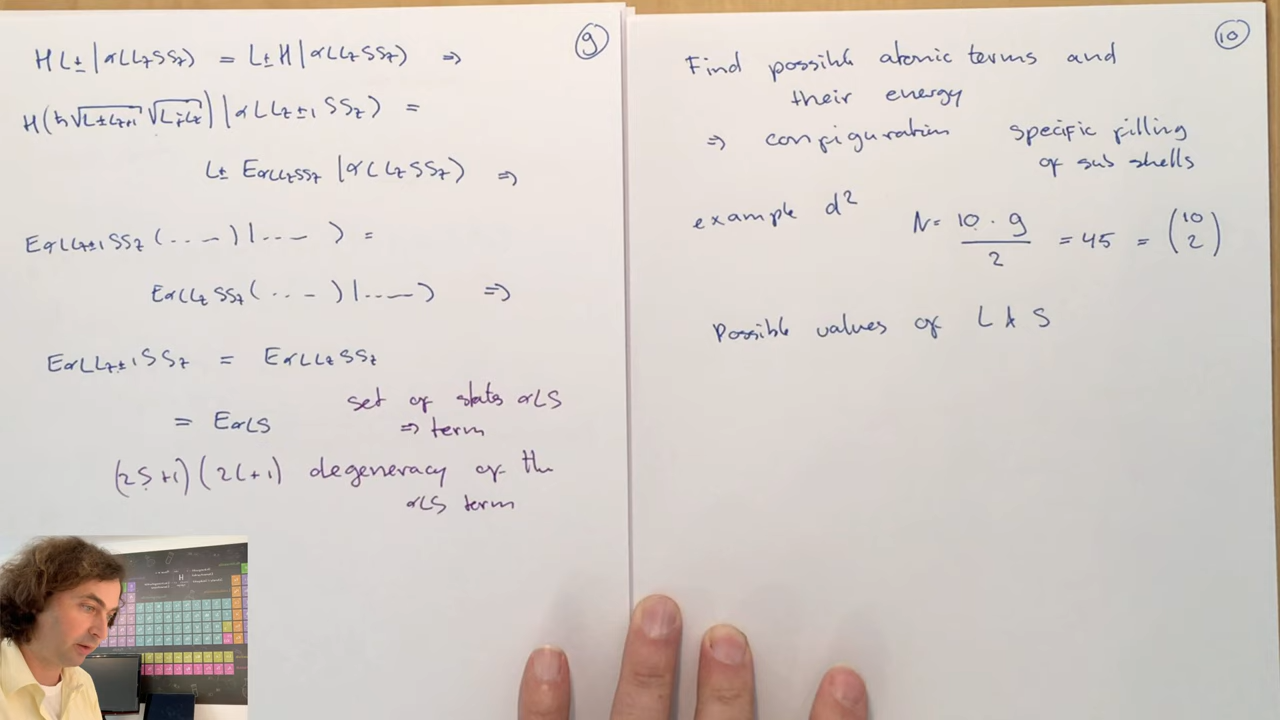 9
H L± |αLLzSSz⟩ = L± H |αLLzSSz⟩ ⇒
H(ħ√L±Lz+1 √L∓Lz) |αLLz±1SSz⟩ =
L± EαLLzSSz |αLLzSSz⟩ ⇒
EαLLz±1SSz (....) |....⟩ =
EαLLzSSz (....) |....⟩ ⇒
EαLLz±1SSz = EαLLzSSz
= EαLS
set of states αLS
⇒ term
(2S+1)(2L+1) degeneracy of the
αLS term
10
Find possible atomic terms and
their energy
⇒ configuration specific filling
of sub shells
example d² N = 10·9/2 = 45 = (10 2)
Possible values of L & S